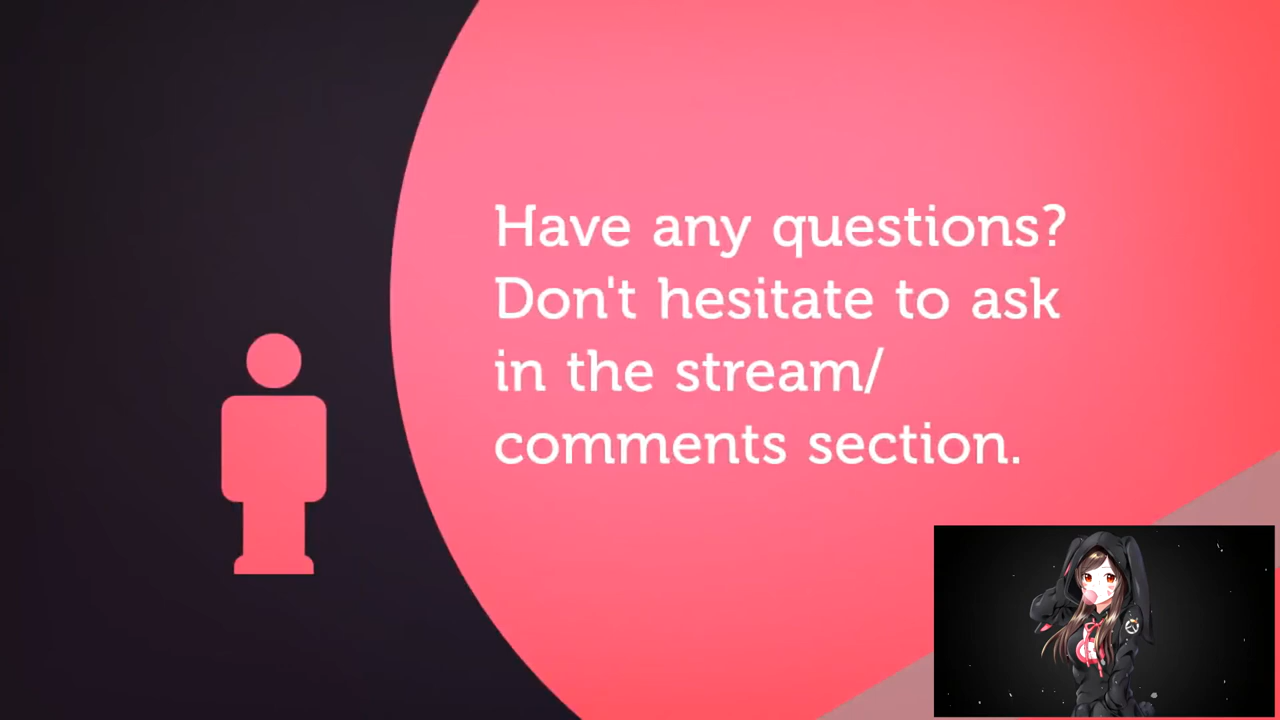 Have any questions?
Don't hesitate to ask
in the stream/
comments section.